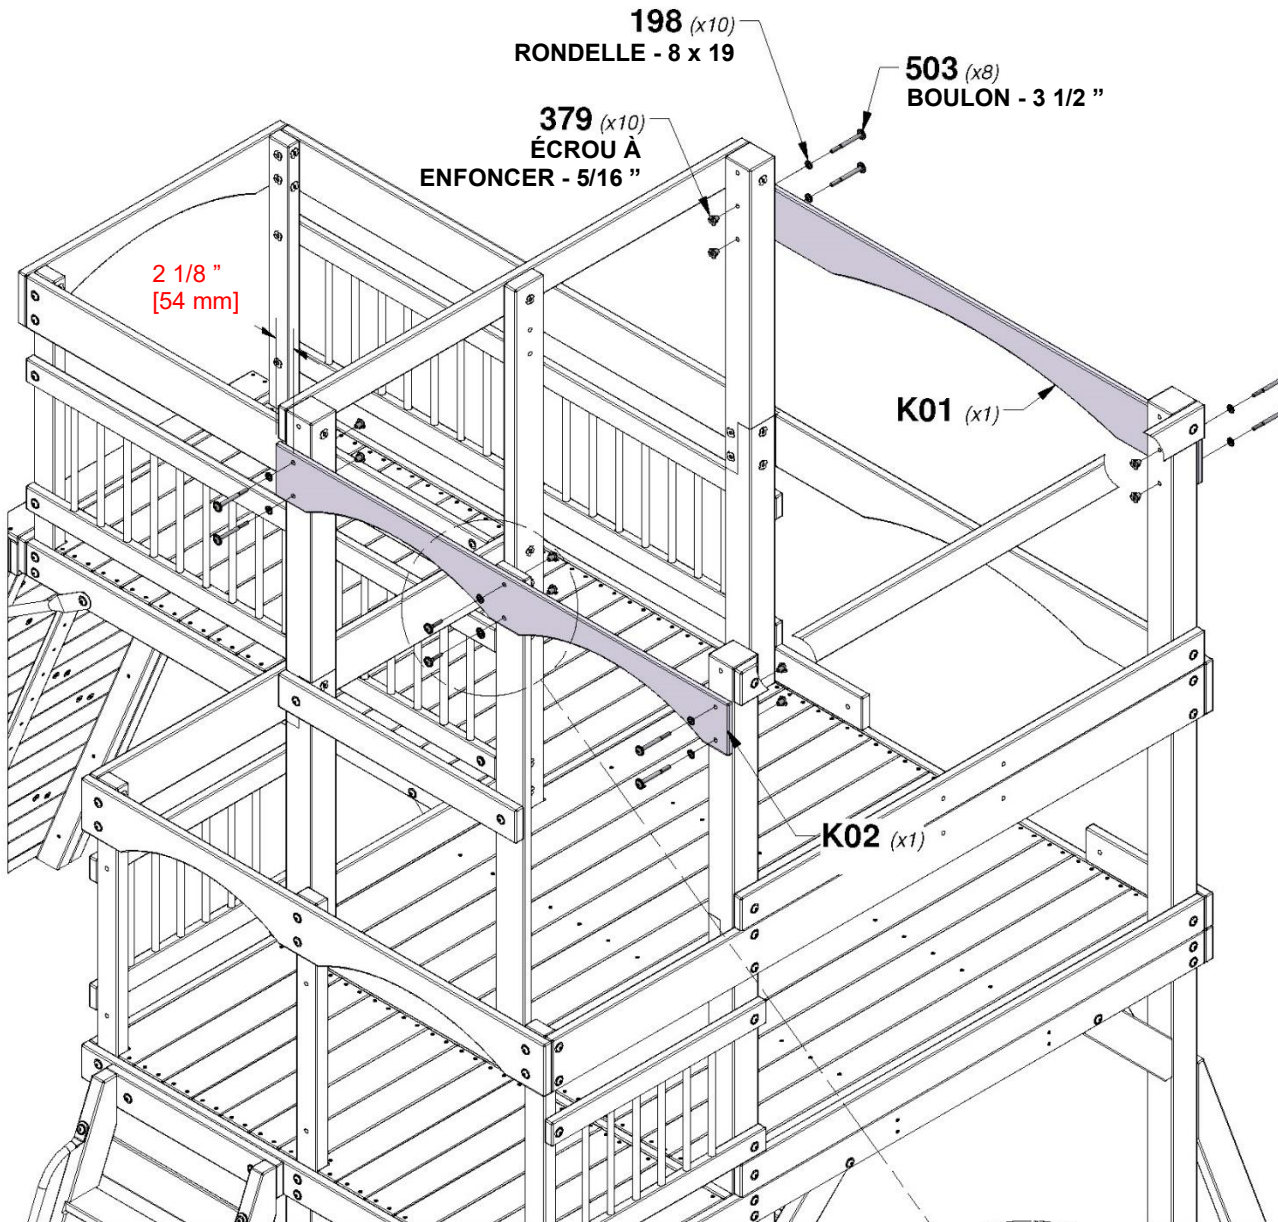 198 (x10)
RONDELLE - 8 x 19
503 (x8)
BOULON - 3 1/2 ”
379 (x10)
ÉCROU À
ENFONCER - 5/16 ”
2 1/8 ”
[54 mm]
K01 (x1)
K02 (x1)